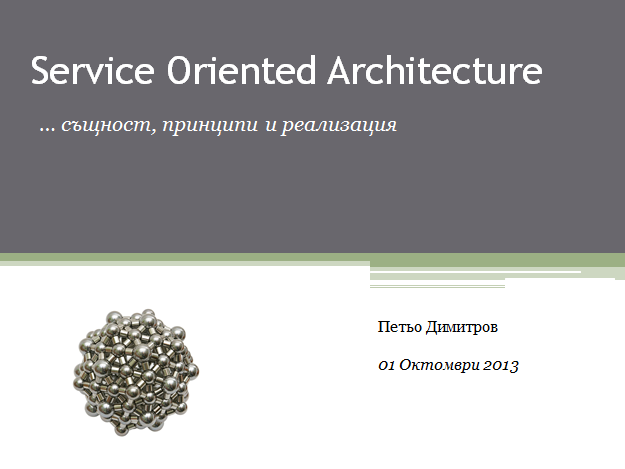 Service Oriented Architecture
... същност, принципи и реализация
Петьо Димитров
01 Октомври 2013